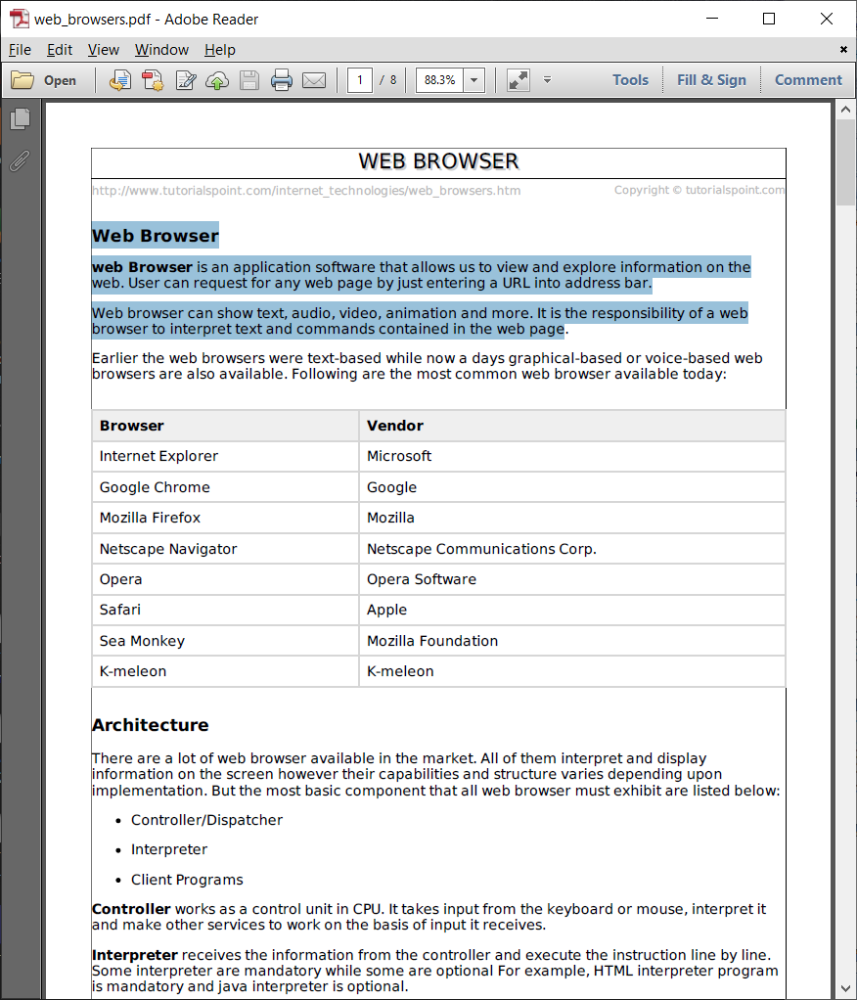 web_browsers.pdf - Adobe Reader
File Edit View Window Help
Open 1 / 8 88.3% Tools Fill & Sign Comment
WEB BROWSER
http://www.tutorialspoint.com/internet_technologies/web_browsers.htm Copyright © tutorialspoint.com
Web Browser
web Browser is an application software that allows us to view and explore information on the
web. User can request for any web page by just entering a URL into address bar.
Web browser can show text, audio, video, animation and more. It is the responsibility of a web
browser to interpret text and commands contained in the web page.
Earlier the web browsers were text-based while now a days graphical-based or voice-based web
browsers are also available. Following are the most common web browser available today:
Browser Vendor
Internet Explorer Microsoft
Google Chrome Google
Mozilla Firefox Mozilla
Netscape Navigator Netscape Communications Corp.
Opera Opera Software
Safari Apple
Sea Monkey Mozilla Foundation
K-meleon K-meleon
Architecture
There are a lot of web browser available in the market. All of them interpret and display
information on the screen however their capabilities and structure varies depending upon
implementation. But the most basic component that all web browser must exhibit are listed below:
• Controller/Dispatcher
• Interpreter
• Client Programs
Controller works as a control unit in CPU. It takes input from the keyboard or mouse, interpret it
and make other services to work on the basis of input it receives.
Interpreter receives the information from the controller and execute the instruction line by line.
Some interpreter are mandatory while some are optional For example, HTML interpreter program
is mandatory and java interpreter is optional.